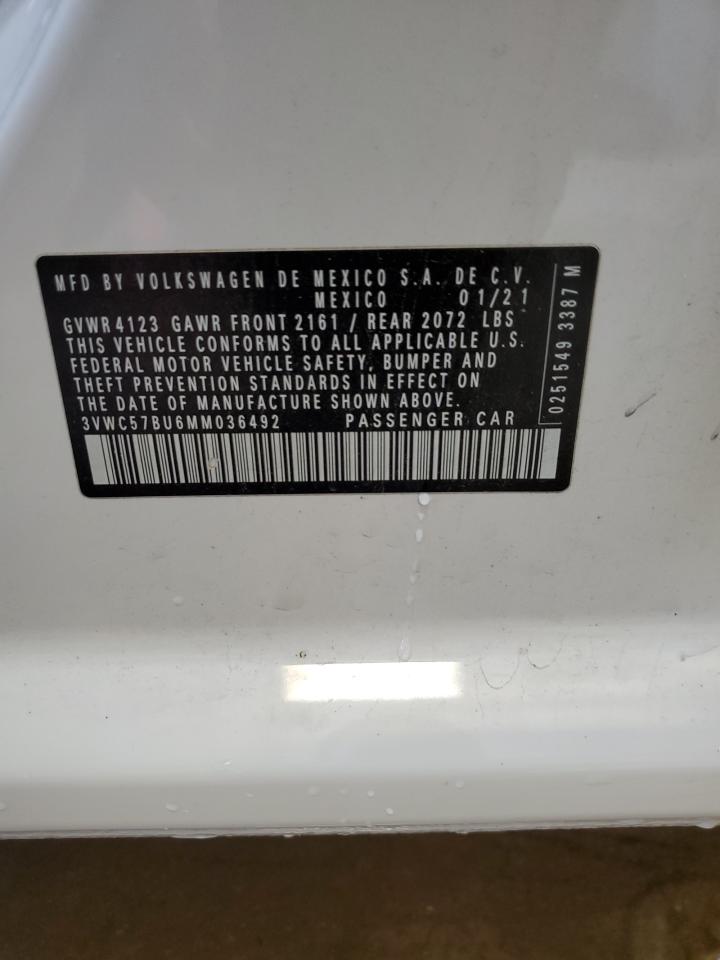 MFD BY VOLKSWAGEN DE MEXICO S.A. DE C.V.
MEXICO 01/21
GVWR 4123 GAWR FRONT 2161 / REAR 2072 LBS
THIS VEHICLE CONFORMS TO ALL APPLICABLE U.S.
FEDERAL MOTOR VEHICLE SAFETY, BUMPER AND
THEFT PREVENTION STANDARDS IN EFFECT ON
THE DATE OF MANUFACTURE SHOWN ABOVE.
3VWC57BU6MM036492 PASSENGER CAR
0251549 3387 M